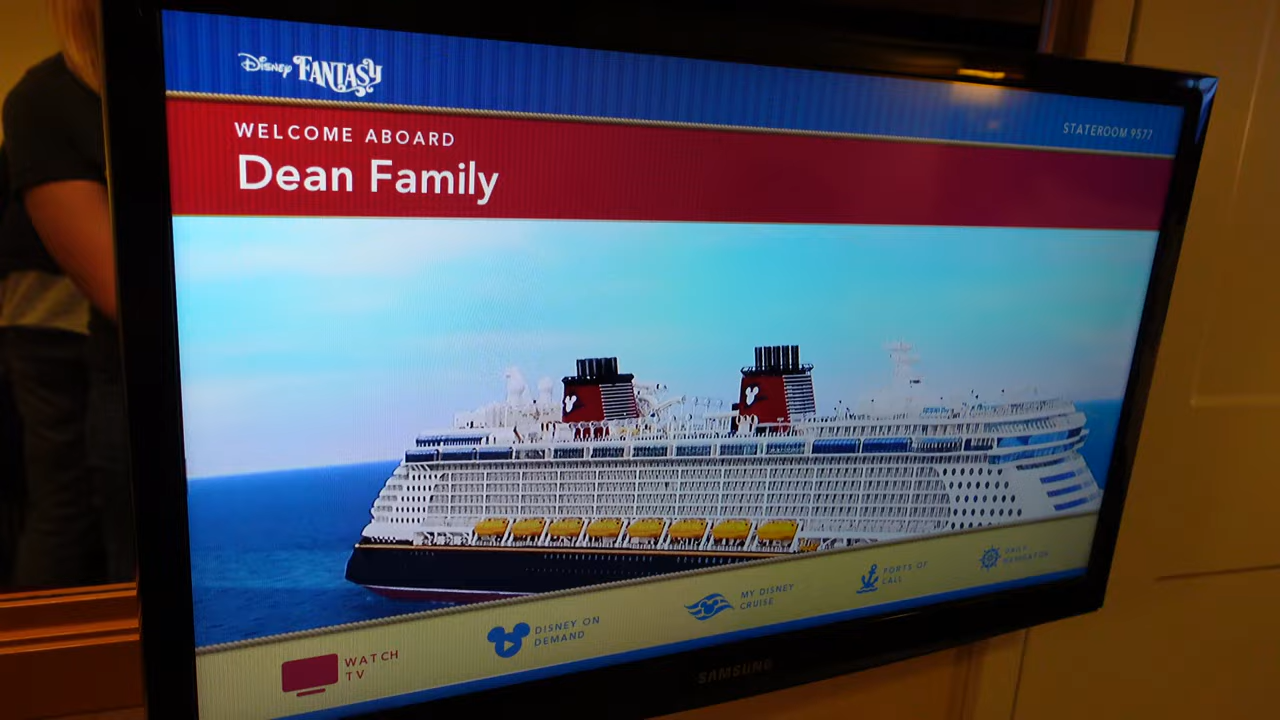 Disney FANTASY
STATEROOM 9577
WELCOME ABOARD
Dean Family
WATCH
TV
DISNEY ON
DEMAND
MY DISNEY
CRUISE
PORTS OF
CALL
DAILY
NAVIGATOR
SAMSUNG